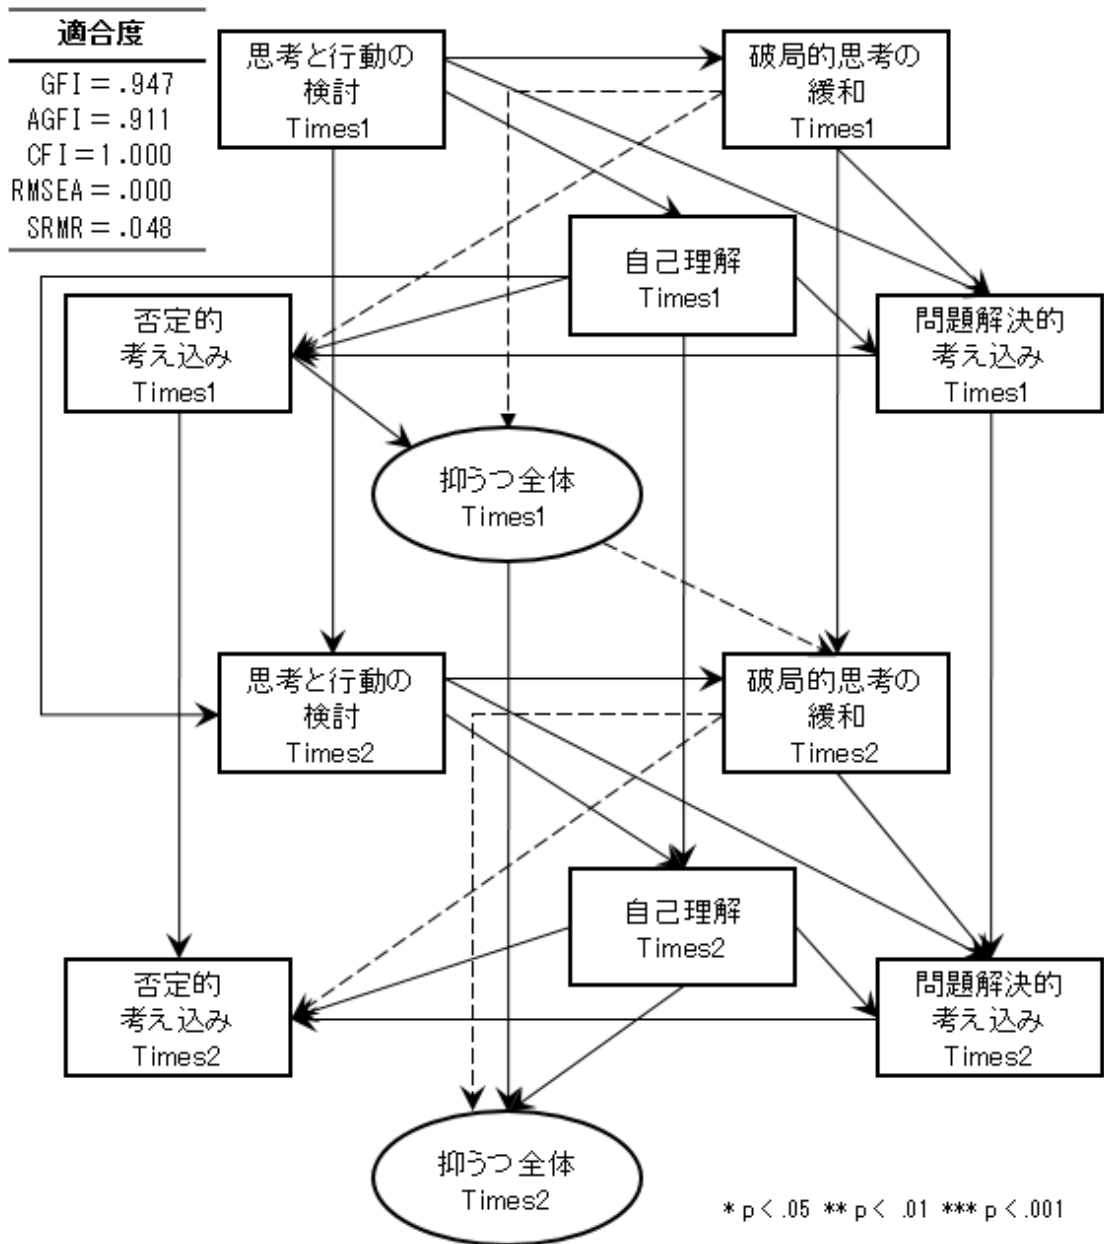 適合度
GFI = .947
AGFI = .911
CFI = 1.000
RMSEA = .000
SRMR = .048
思考と行動の
検討
Times1
破局的思考の
緩和
Times1
自己理解
Times1
否定的
考え込み
Times1
問題解決的
考え込み
Times1
抑うつ全体
Times1
思考と行動の
検討
Times2
破局的思考の
緩和
Times2
自己理解
Times2
否定的
考え込み
Times2
問題解決的
考え込み
Times2
抑うつ全体
Times2
* p < .05 ** p < .01 *** p < .001